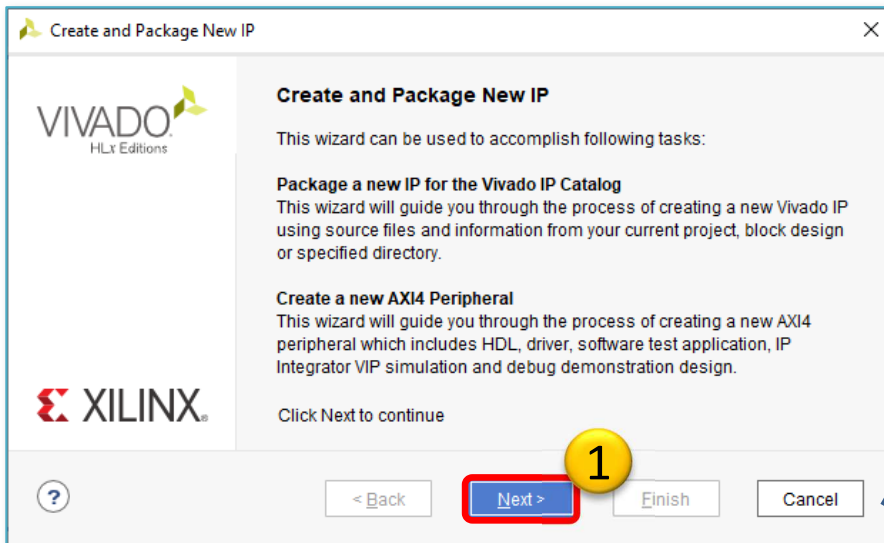 Create and Package New IP
VIVADO.
HLx Editions
Create and Package New IP
This wizard can be used to accomplish following tasks:
Package a new IP for the Vivado IP Catalog
This wizard will guide you through the process of creating a new Vivado IP
using source files and information from your current project, block design
or specified directory.
Create a new AXI4 Peripheral
This wizard will guide you through the process of creating a new AXI4
peripheral which includes HDL, driver, software test application, IP
Integrator VIP simulation and debug demonstration design.
XILINX.
Click Next to continue
1
? < Back Next > Finish Cancel